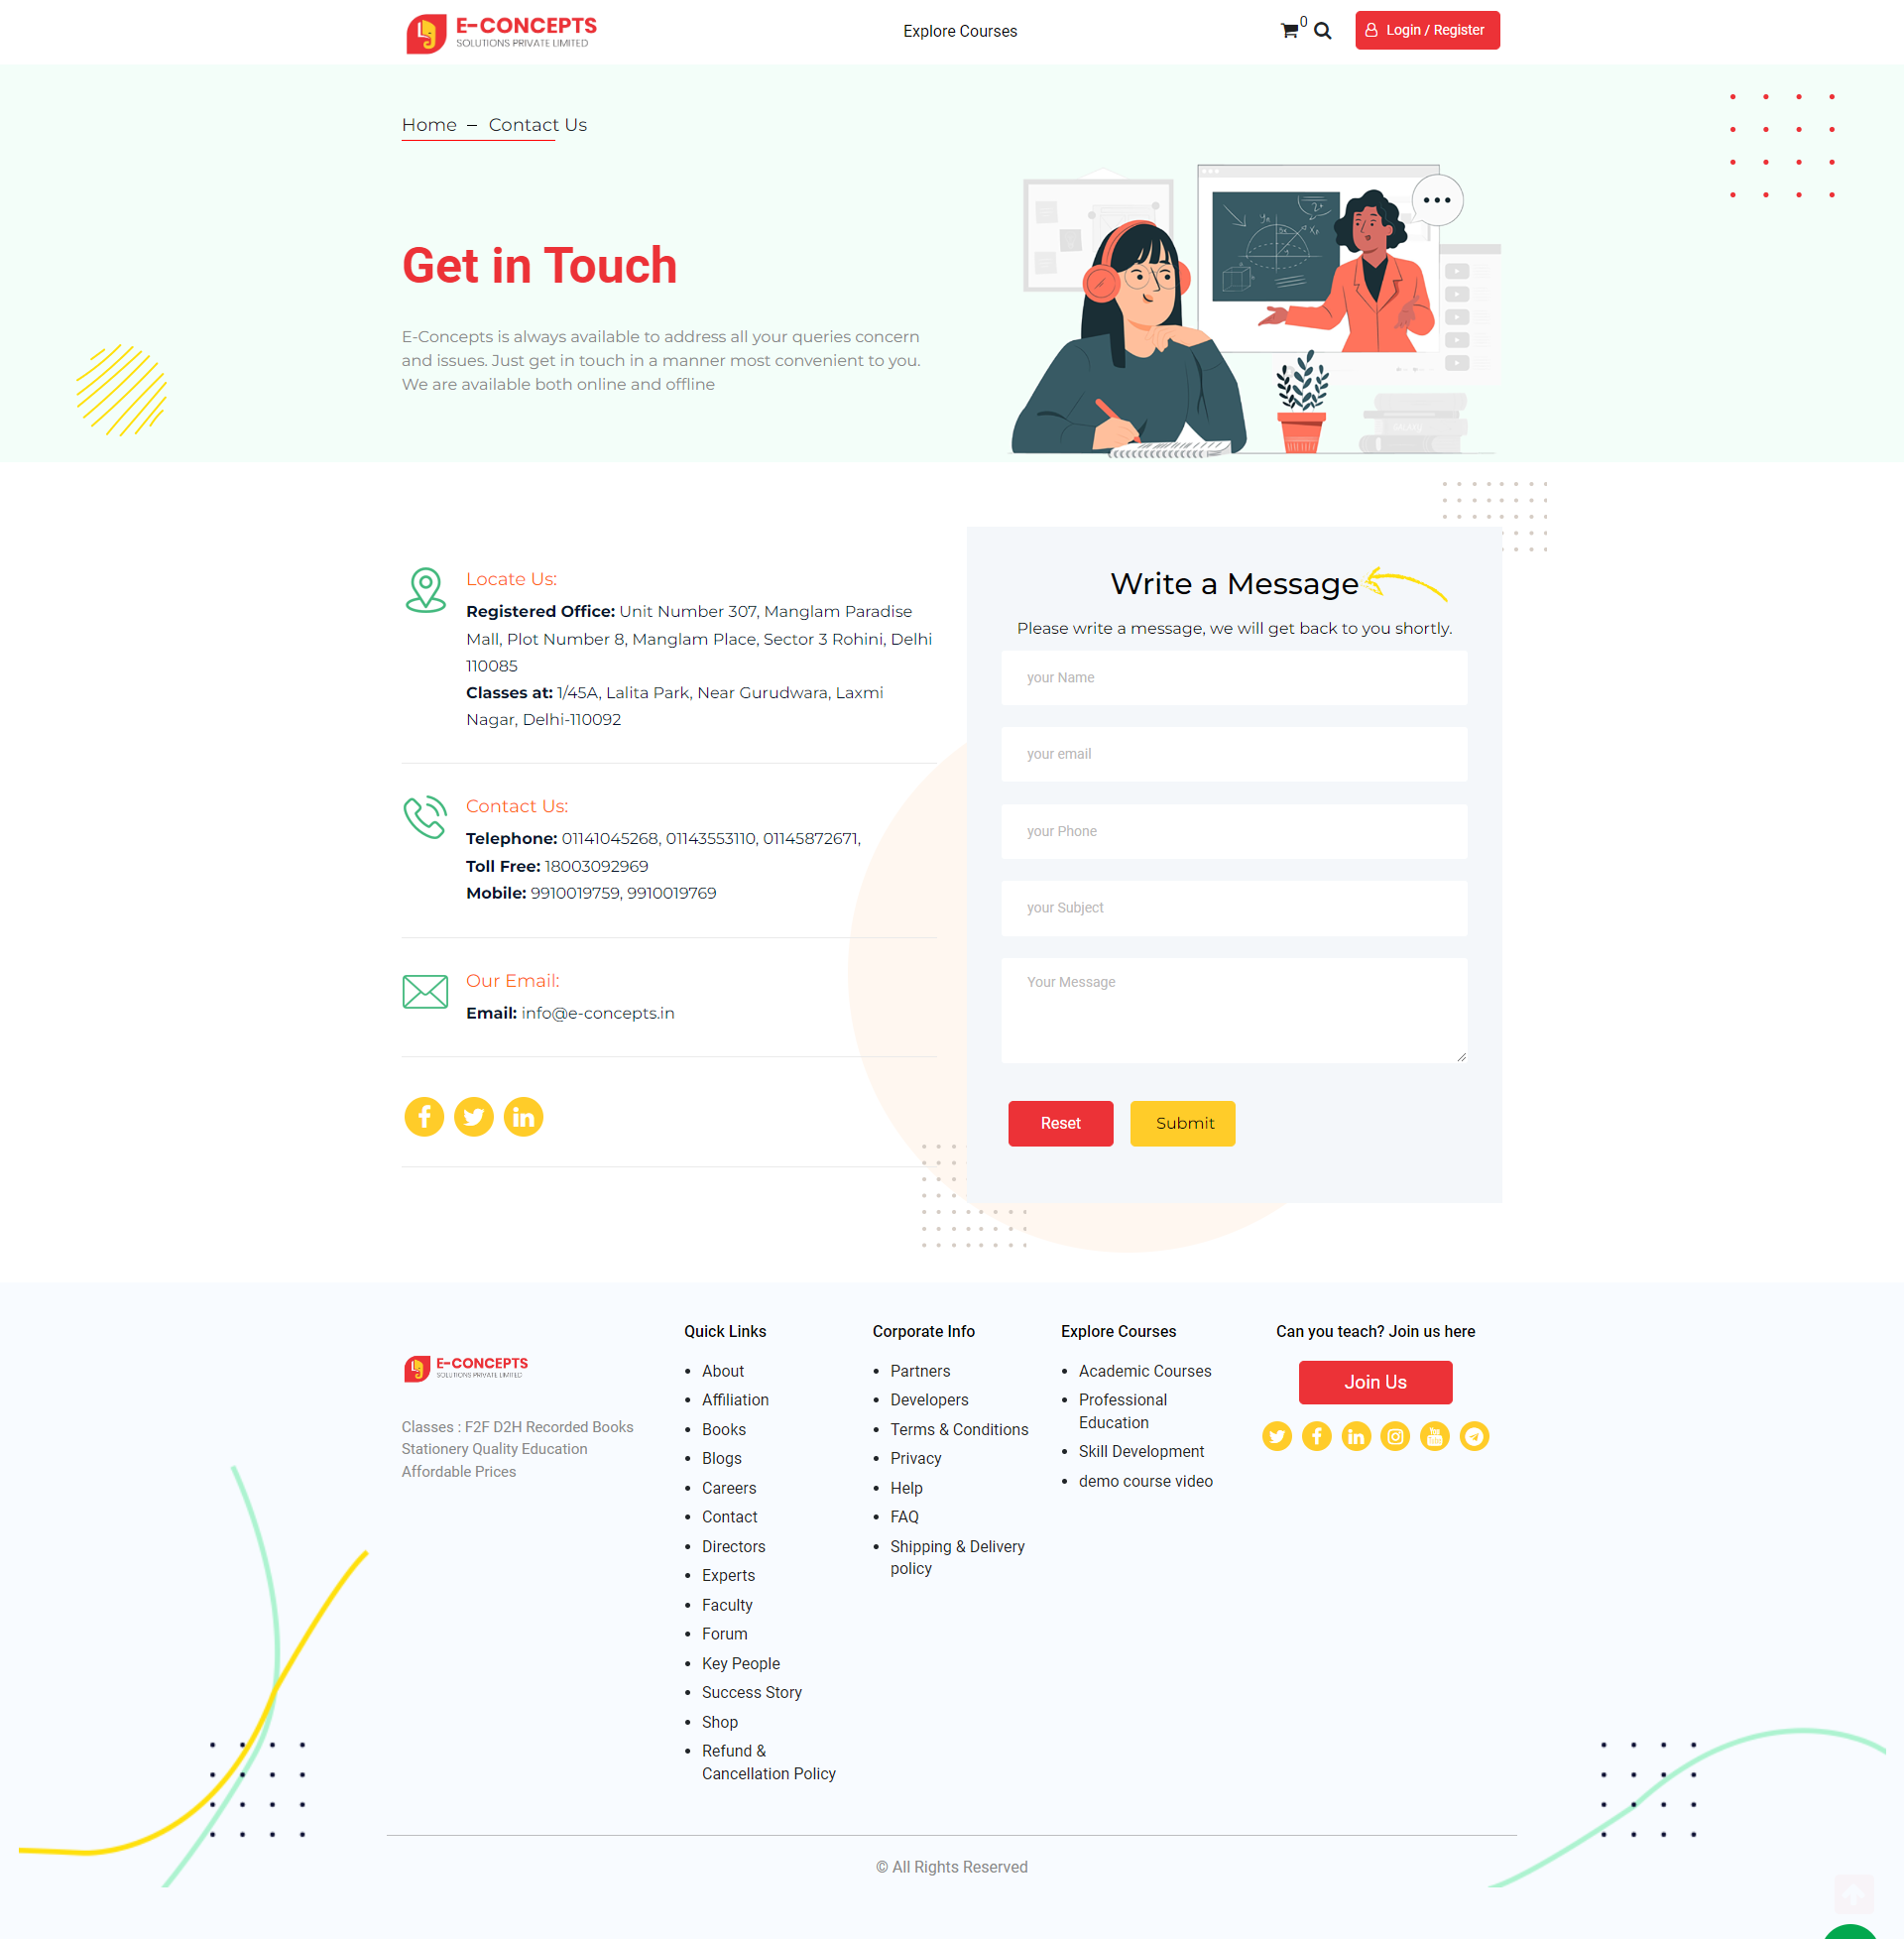 E-CONCEPTS
SOLUTIONS PRIVATE LIMITED
Explore Courses
0
Login / Register
Home – Contact Us
Get in Touch
E-Concepts is always available to address all your queries concern
and issues. Just get in touch in a manner most convenient to you.
We are available both online and offline
Locate Us:
Registered Office: Unit Number 307, Manglam Paradise
Mall, Plot Number 8, Manglam Place, Sector 3 Rohini, Delhi
110085
Classes at: 1/45A, Lalita Park, Near Gurudwara, Laxmi
Nagar, Delhi-110092
Contact Us:
Telephone: 01141045268, 01143553110, 01145872671,
Toll Free: 18003092969
Mobile: 9910019759, 9910019769
Our Email:
Email: info@e-concepts.in
Write a Message
Please write a message, we will get back to you shortly.
your Name
your email
your Phone
your Subject
Your Message
Reset
Submit
E-CONCEPTS
SOLUTIONS PRIVATE LIMITED
Classes : F2F D2H Recorded Books
Stationery Quality Education
Affordable Prices
Quick Links
About
Affiliation
Books
Blogs
Careers
Contact
Directors
Experts
Faculty
Forum
Key People
Success Story
Shop
Refund &
Cancellation Policy
Corporate Info
Partners
Developers
Terms & Conditions
Privacy
Help
FAQ
Shipping & Delivery
policy
Explore Courses
Academic Courses
Professional
Education
Skill Development
demo course video
Can you teach? Join us here
Join Us
© All Rights Reserved